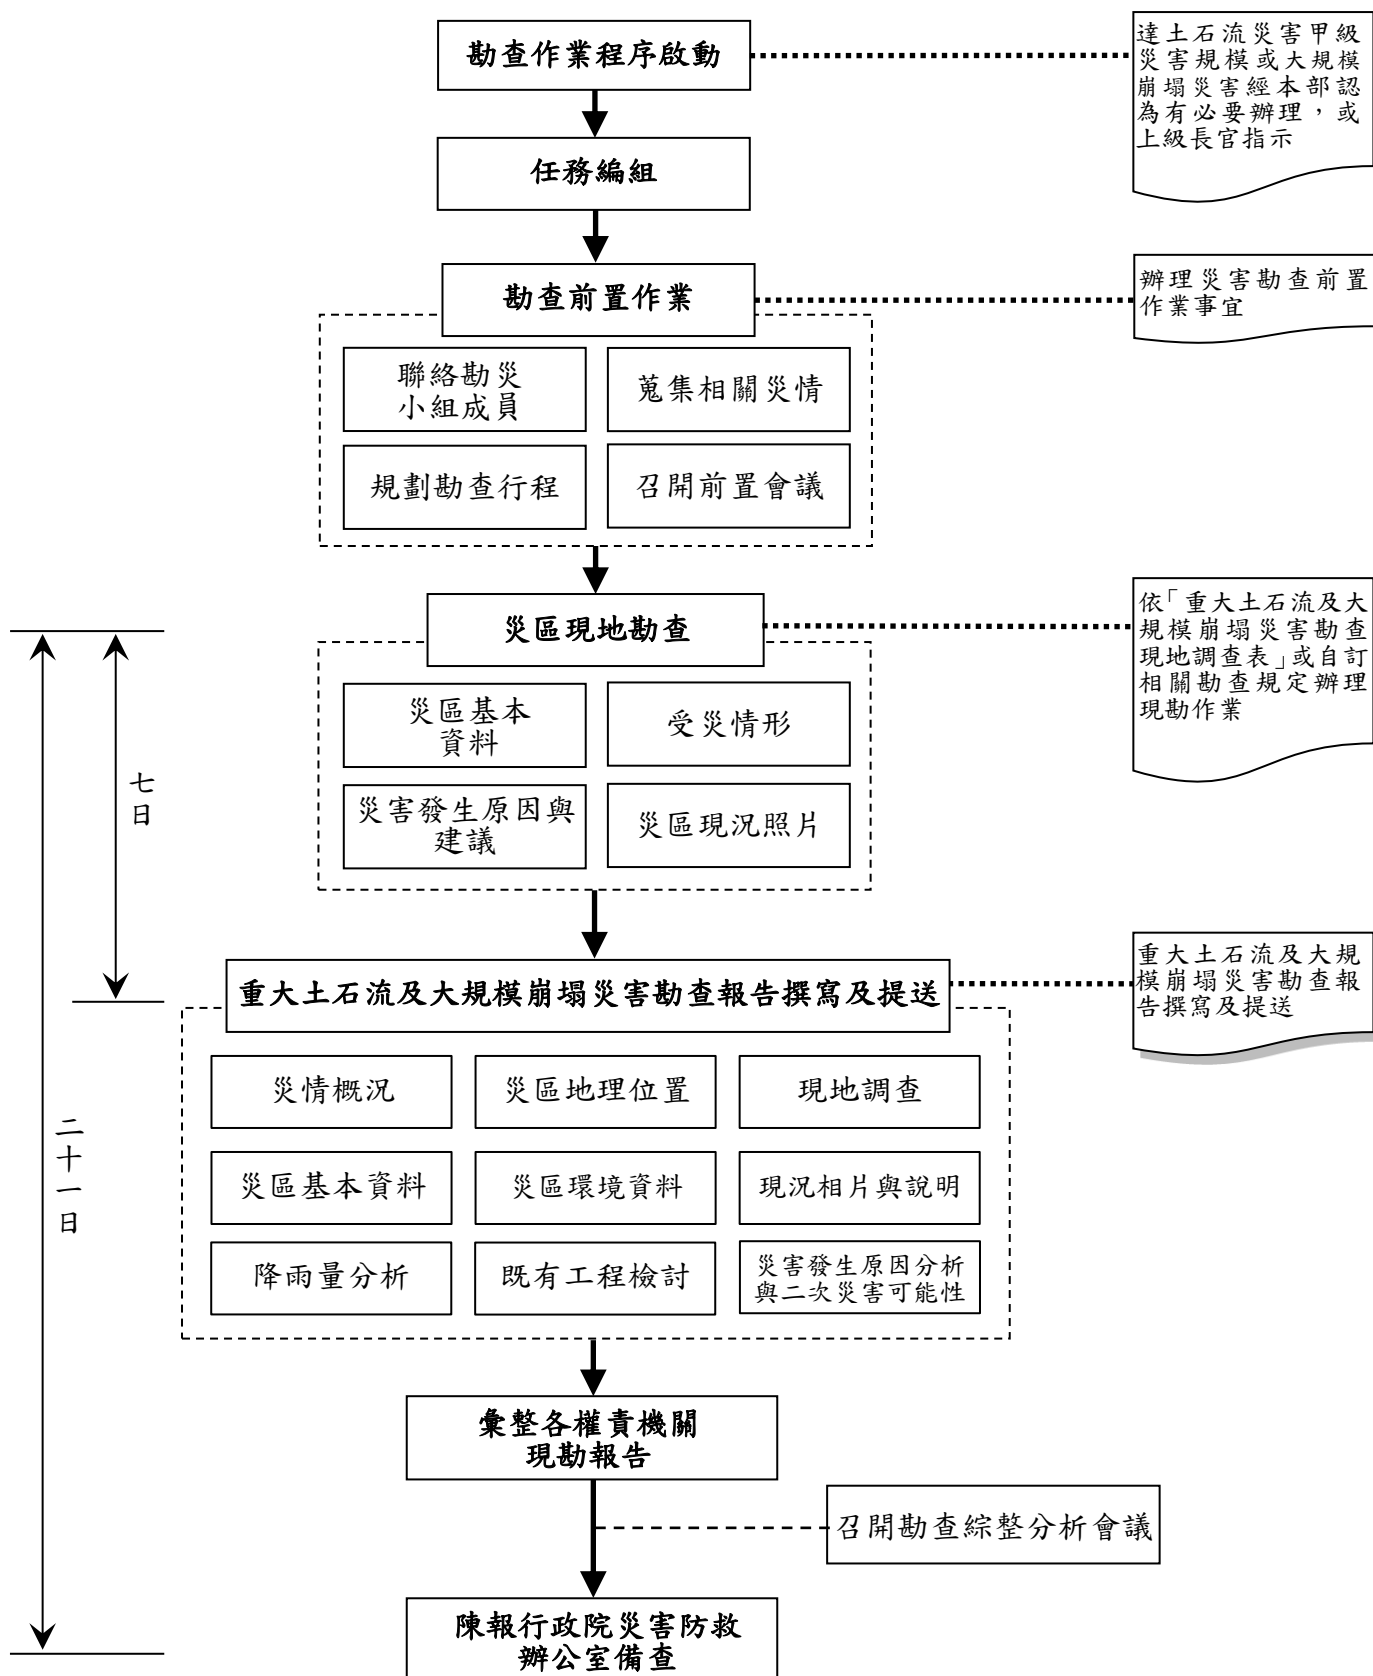 勘查作業程序啟動
達土石流災害甲級
災害規模或大規模
崩塌災害經本部認
為有必要辦理，或
上級長官指示
任務編組
勘查前置作業
辦理災害勘查前置
作業事宜
聯絡勘災
小組成員
蒐集相關災情
規劃勘查行程
召開前置會議
災區現地勘查
依「重大土石流及大
規模崩塌災害勘查
現地調查表」或自訂
相關勘查規定辦理
現勘作業
災區基本
資料
受災情形
災害發生原因與
建議
災區現況照片
七
日
重大土石流及大規模崩塌災害勘查報告撰寫及提送
重大土石流及大規
模崩塌災害勘查報
告撰寫及提送
災情概況
災區地理位置
現地調查
災區基本資料
災區環境資料
現況相片與說明
降雨量分析
既有工程檢討
災害發生原因分析
與二次災害可能性
二
十
一
日
彙整各權責機關
現勘報告
召開勘查綜整分析會議
陳報行政院災害防救
辦公室備查